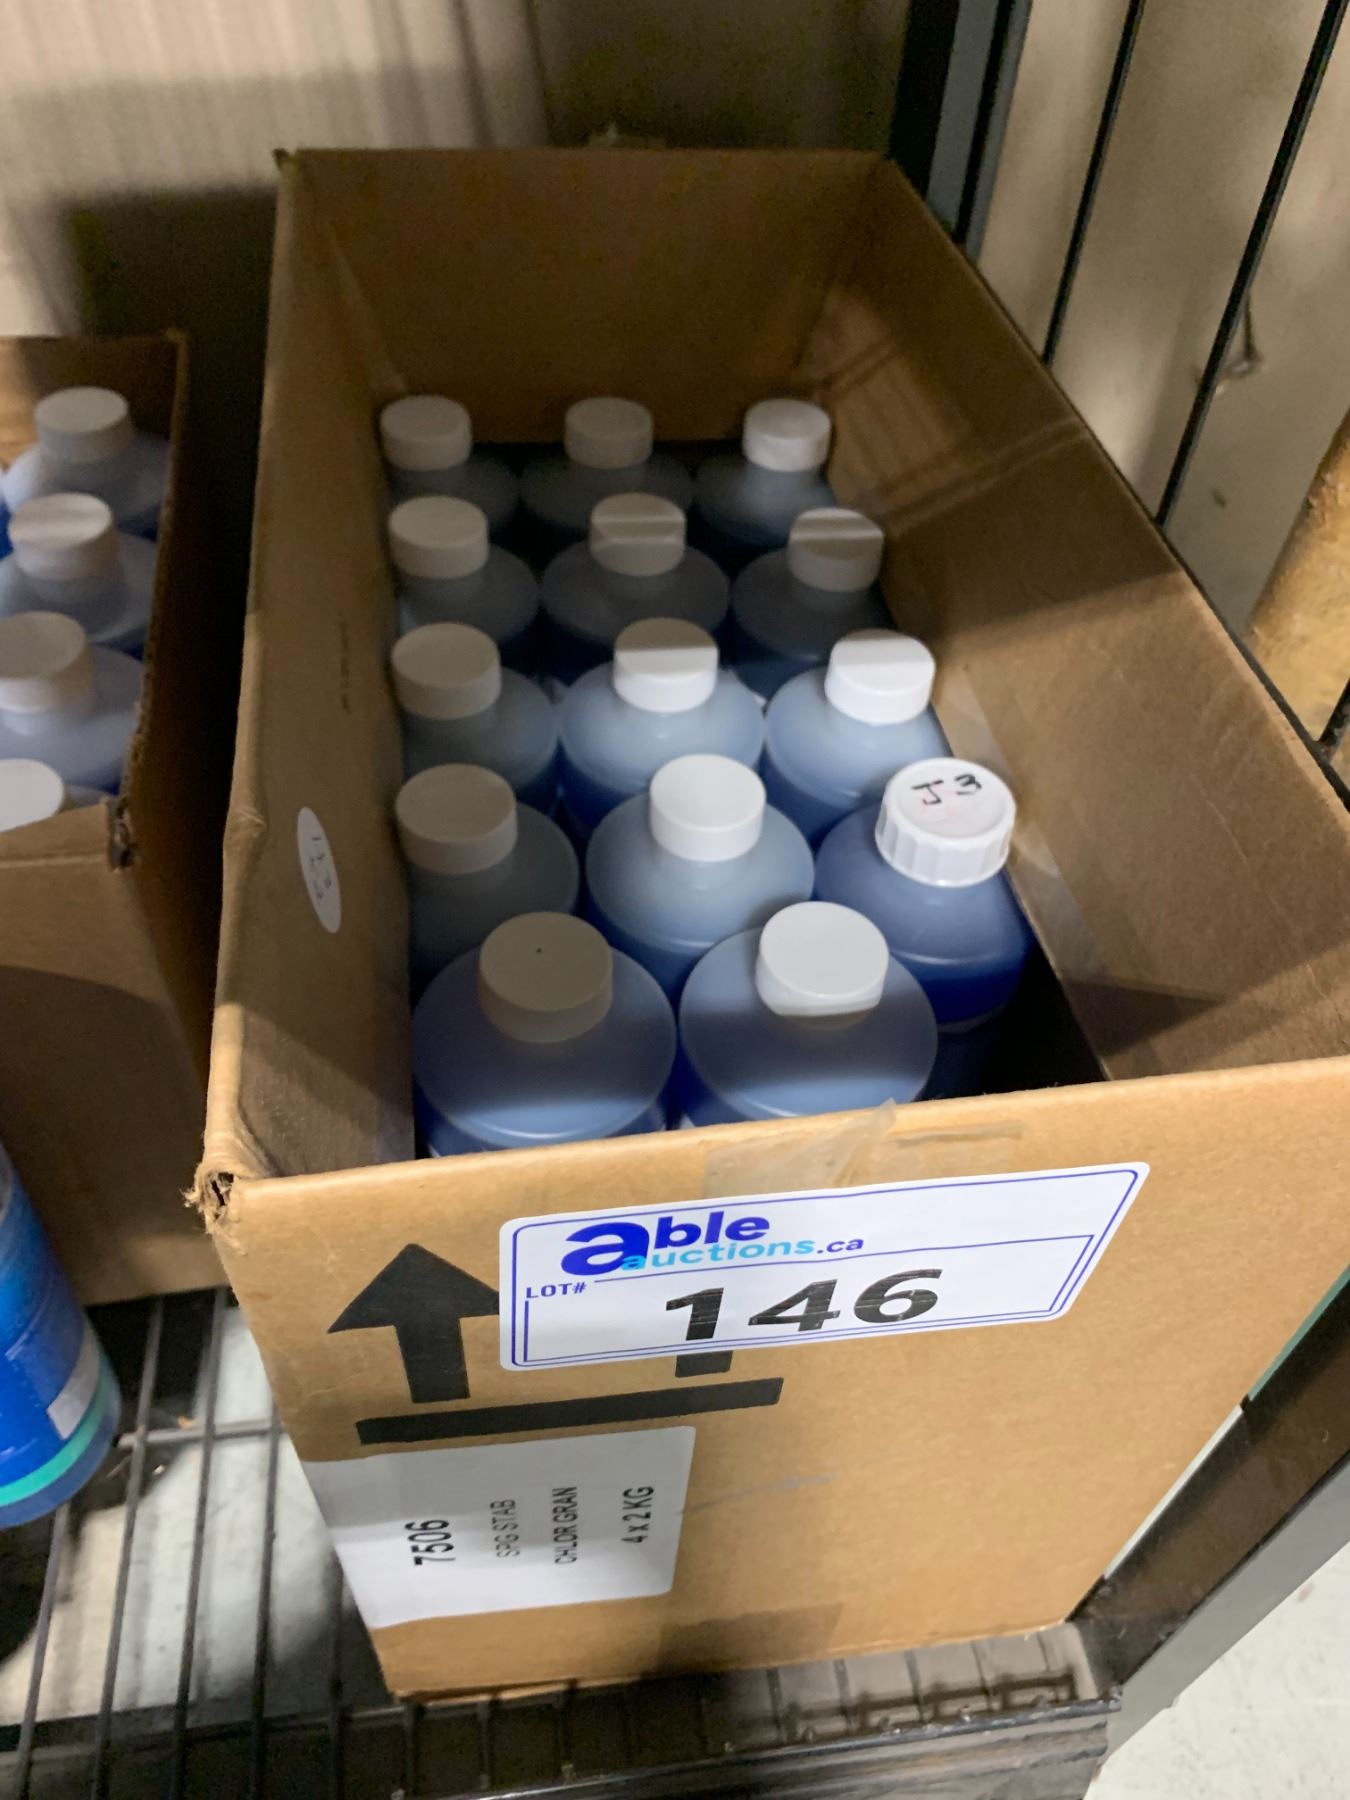 J3
able
auctions.ca
LOT#
146
7506
SPG STAB
CHLOR GRAN
4 x 2 KG